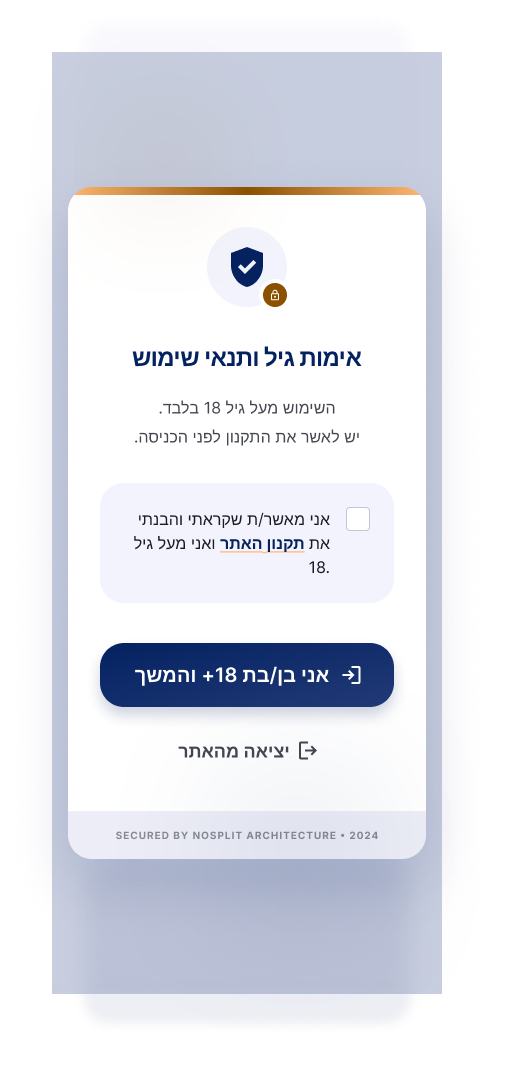 אימות גיל ותנאי שימוש
השימוש מעל גיל 18 בלבד.
יש לאשר את התקנון לפני הכניסה.
אני מאשר/ת שקראתי והבנתי
את תקנון האתר ואני מעל גיל
18.
אני בן/בת 18+ והמשך
יציאה מהאתר
SECURED BY NOSPLIT ARCHITECTURE • 2024